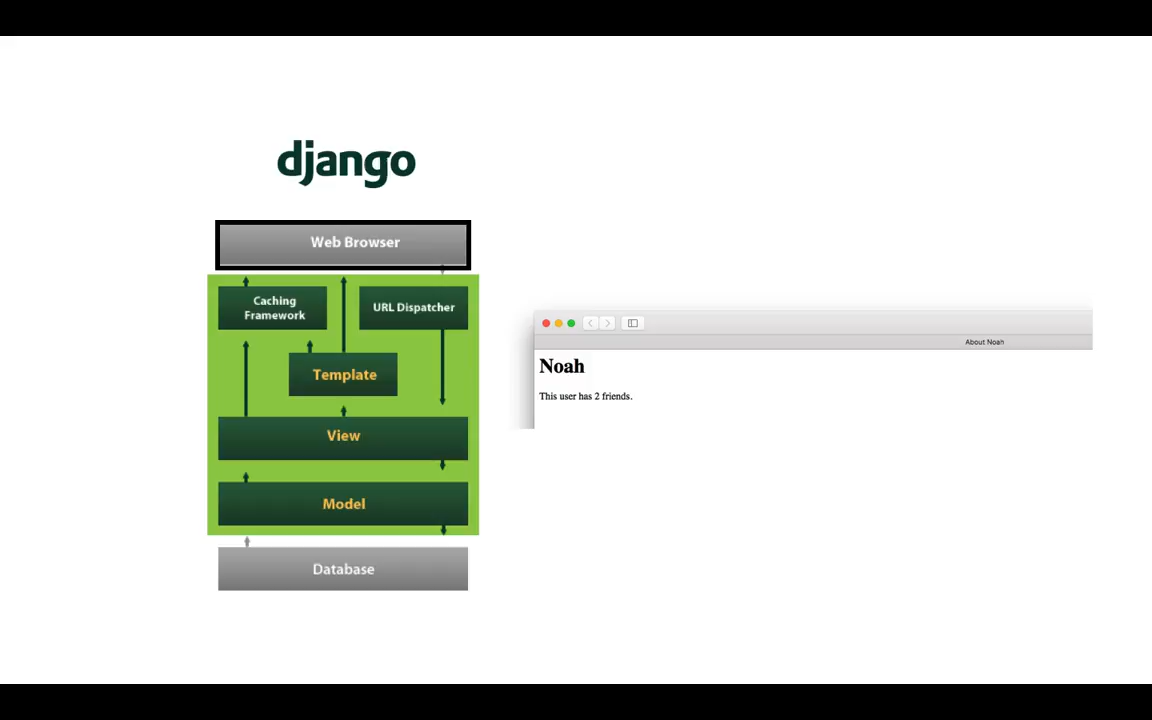 django
Web Browser
Caching
Framework
URL Dispatcher
Template
View
Model
Database
About Noah
Noah
This user has 2 friends.